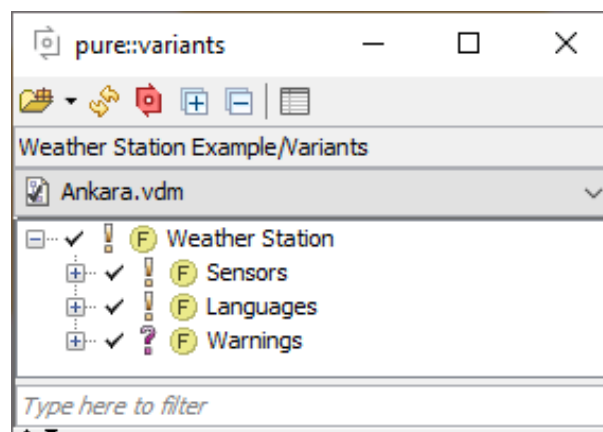 pure::variants
Weather Station Example/Variants
Ankara.vdm
F Weather Station
F Sensors
F Languages
F Warnings
Type here to filter